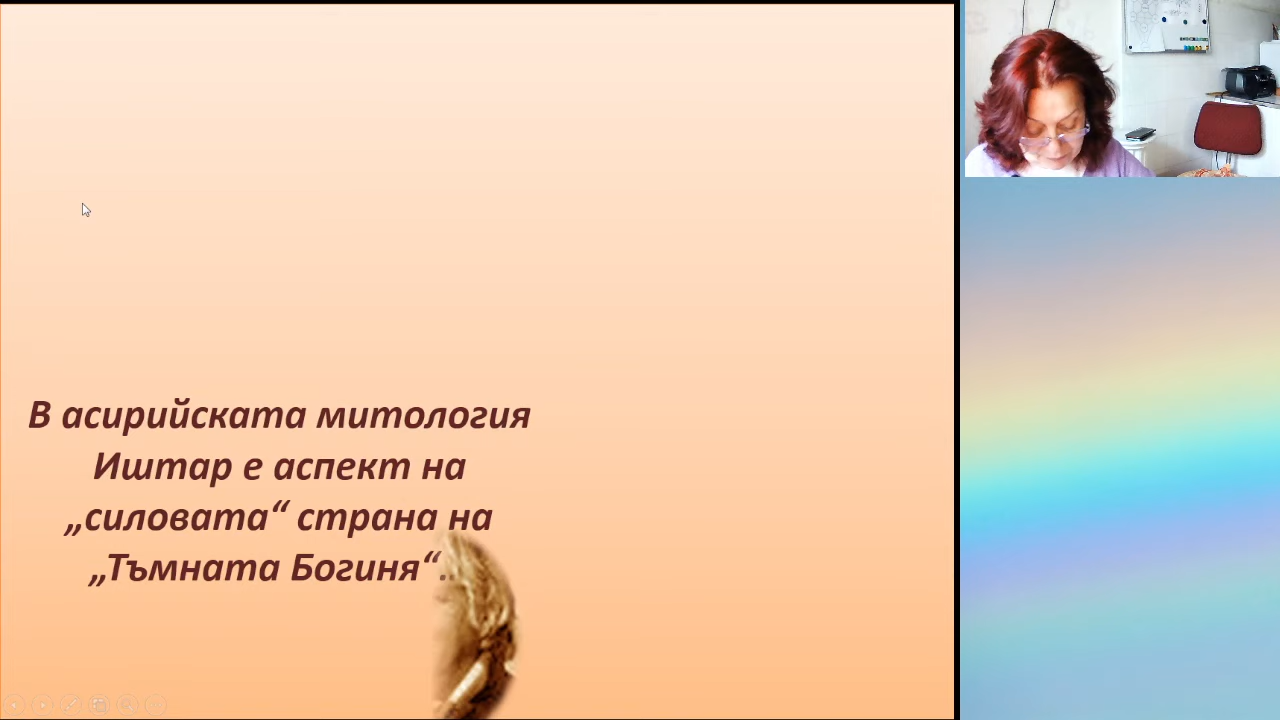 В асирийската митология
Иштар е аспект на
„силовата“ страна на
„Тъмната Богиня“..